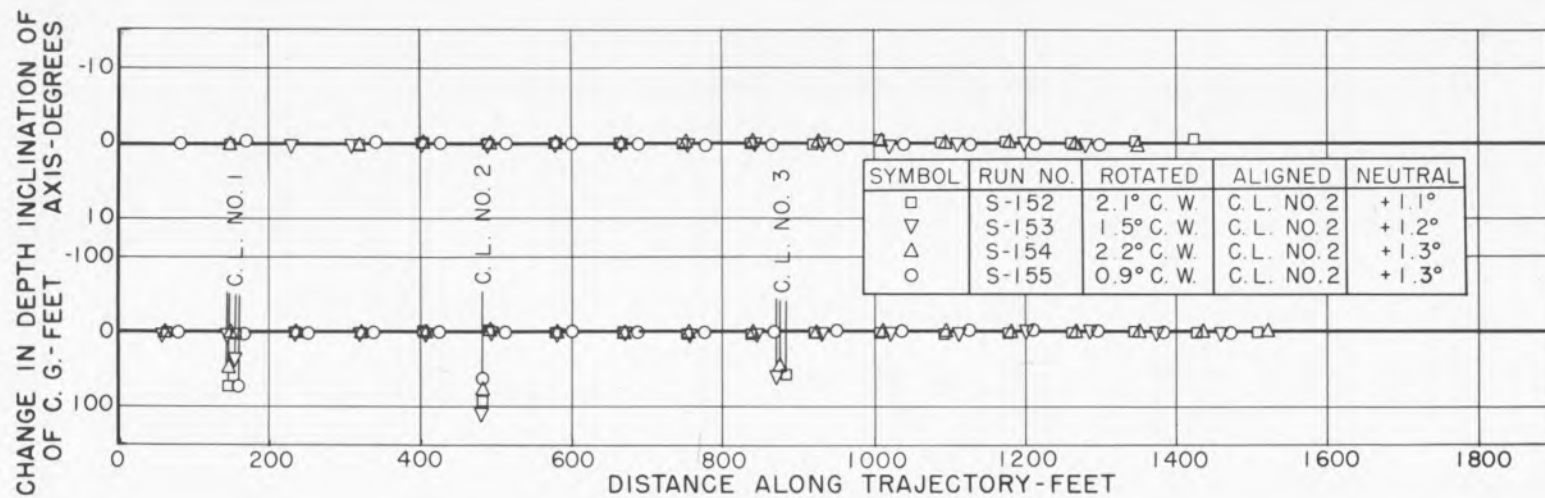 CHANGE IN DEPTH INCLINATION OF
OF C. G.-FEET AXIS-DEGREES
-10
0
10
-100
0
100
C. L. NO. 1
C. L. NO. 2
C. L. NO. 3
SYMBOL RUN NO. ROTATED ALIGNED NEUTRAL
□ S-152 2.1° C. W. C. L. NO. 2 +1.1°
▽ S-153 1.5° C. W. C. L. NO. 2 +1.2°
△ S-154 2.2° C. W. C. L. NO. 2 +1.3°
○ S-155 0.9° C. W. C. L. NO. 2 +1.3°
0 200 400 600 800 1000 1200 1400 1600 1800
DISTANCE ALONG TRAJECTORY-FEET